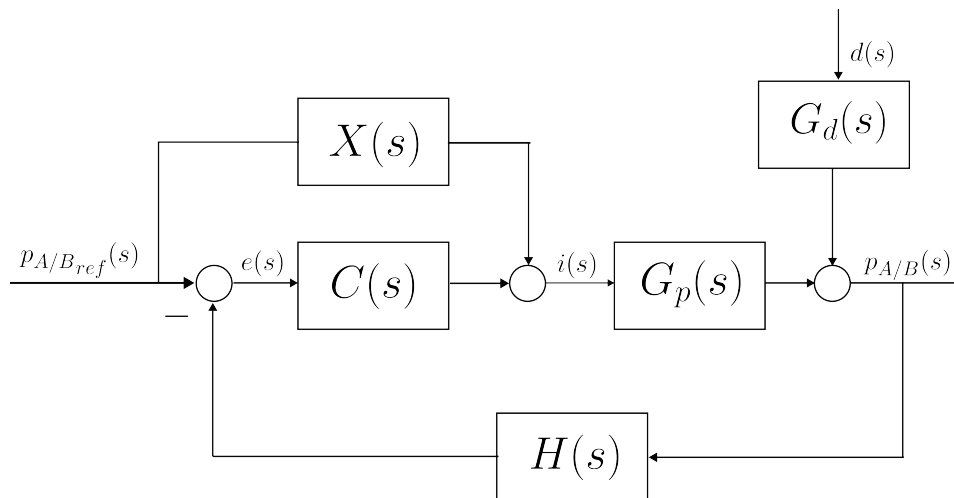 d(s)
G_d(s)
X(s)
p_{A/B_{ref}}(s)
e(s)
C(s)
i(s)
G_p(s)
p_{A/B}(s)
−
H(s)